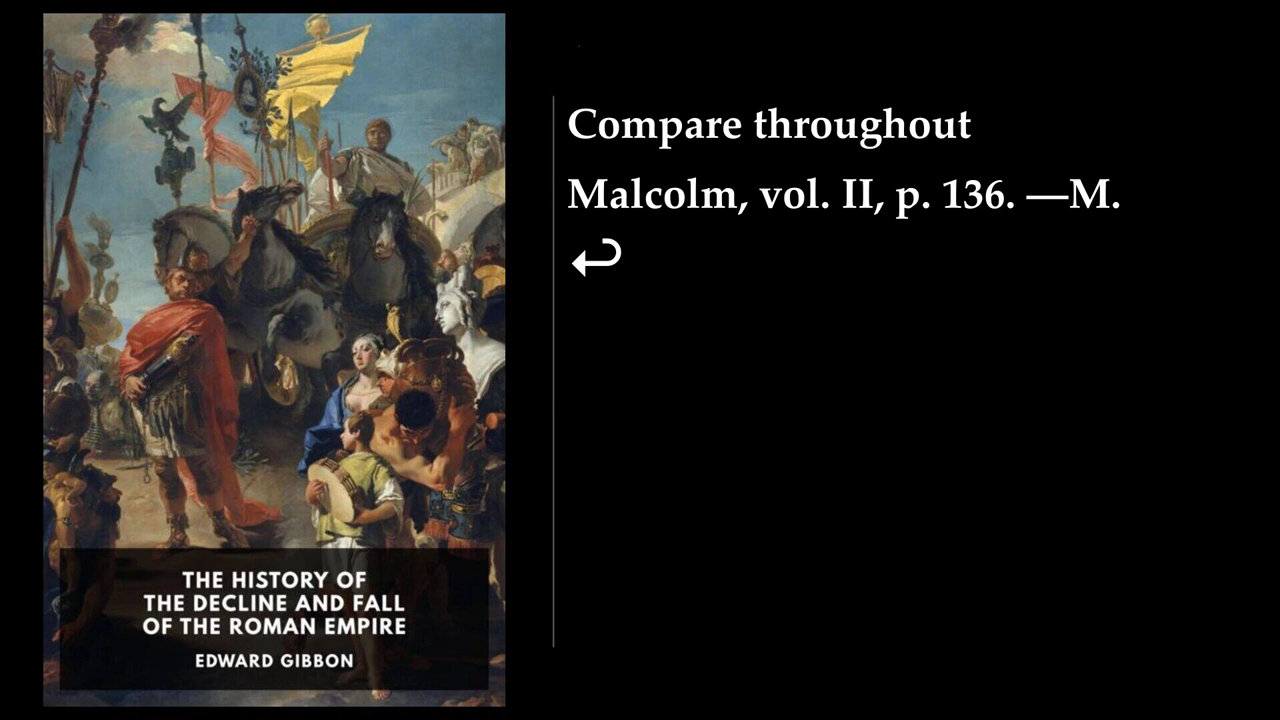 THE HISTORY OF
THE DECLINE AND FALL
OF THE ROMAN EMPIRE
EDWARD GIBBON
Compare throughout
Malcolm, vol. II, p. 136. —M.
↩